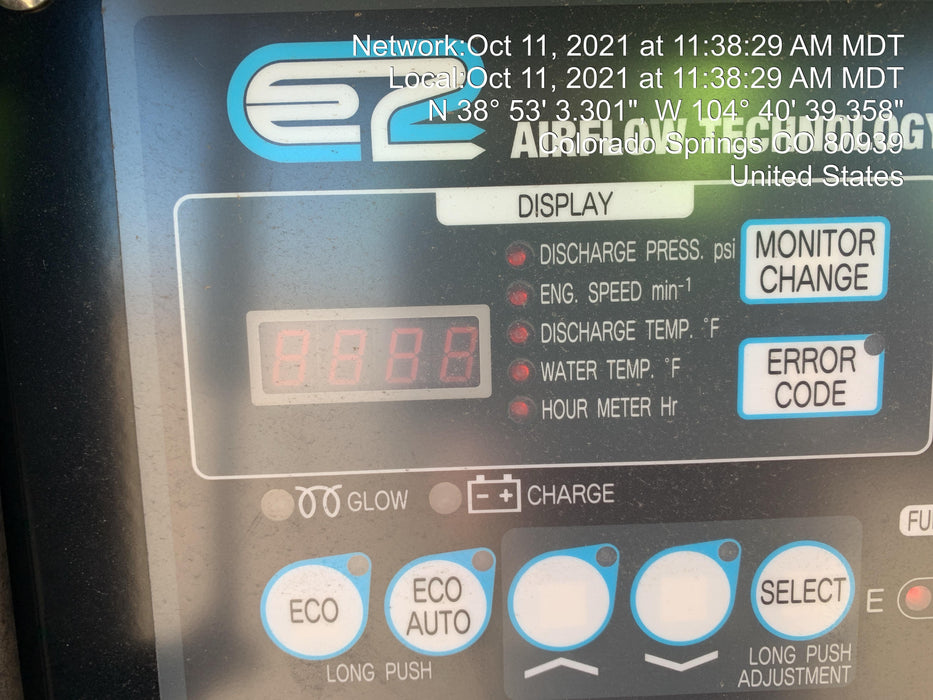 Network:Oct 11, 2021 at 11:38:29 AM MDT
Local:Oct 11, 2021 at 11:38:29 AM MDT
N 38° 53' 3.301", W 104° 40' 39.358"
Colorado Springs CO 80939
United States
E2
AIRFLOW TECHNOLOGY
DISPLAY
DISCHARGE PRESS. psi
ENG. SPEED min⁻¹
DISCHARGE TEMP. °F
WATER TEMP. °F
HOUR METER Hr
MONITOR
CHANGE
ERROR
CODE
8888
GLOW
- +
CHARGE
FU
ECO
ECO
AUTO
SELECT
E
LONG PUSH
LONG PUSH
ADJUSTMENT